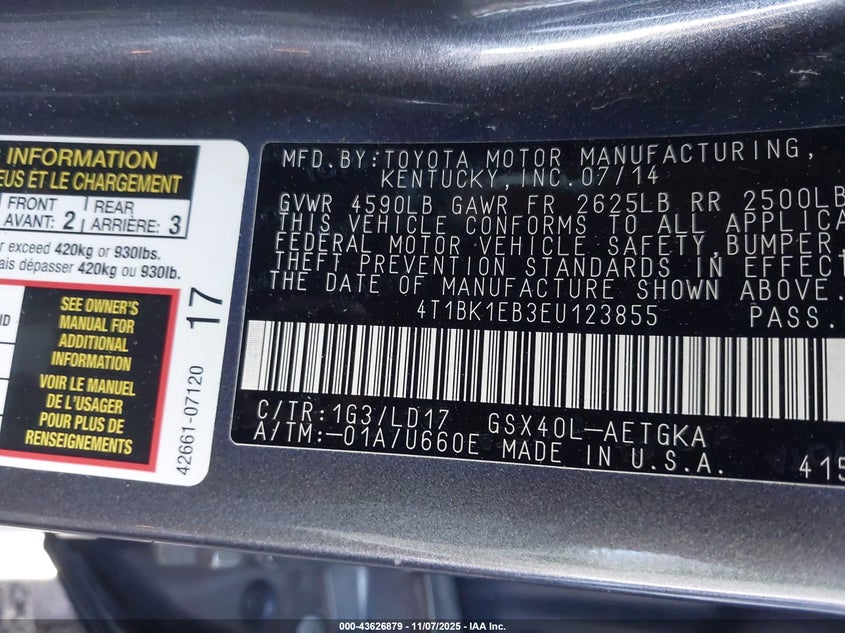 INFORMATION
EUS ET LE CHARGEMENT
FRONT REAR
AVANT: 2 ARRIÈRE: 3
exceed 420kg or 930lbs.
ais dépasser 420kg ou 930lb.
SEE OWNER'S
MANUAL FOR
ADDITIONAL
INFORMATION
VOIR LE MANUEL
DE L'USAGER
POUR PLUS DE
RENSEIGNEMENTS
42661-07120 17
MFD.BY:TOYOTA MOTOR MANUFACTURING,
KENTUCKY,INC.07/14
GVWR 4590LB GAWR FR 2625LB RR 2500LB
THIS VEHICLE CONFORMS TO ALL APPLICA
FEDERAL MOTOR VEHICLE SAFETY,BUMPER
THEFT PREVENTION STANDARDS IN EFFECT
THE DATE OF MANUFACTURE SHOWN ABOVE.
4T1BK1EB3EU123855 PASS.
C/TR:1G3/LD17 GSX40L-AETGKA
A/TM:-01A/U660E MADE IN U.S.A.
415
000-43626879 - 11/07/2025 - IAA Inc.